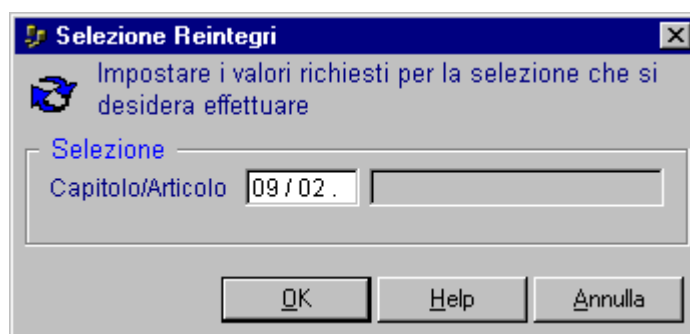 Selezione Reintegri
Impostare i valori richiesti per la selezione che si
desidera effettuare
Selezione
Capitolo/Articolo 09 / 02 .
OK Help Annulla